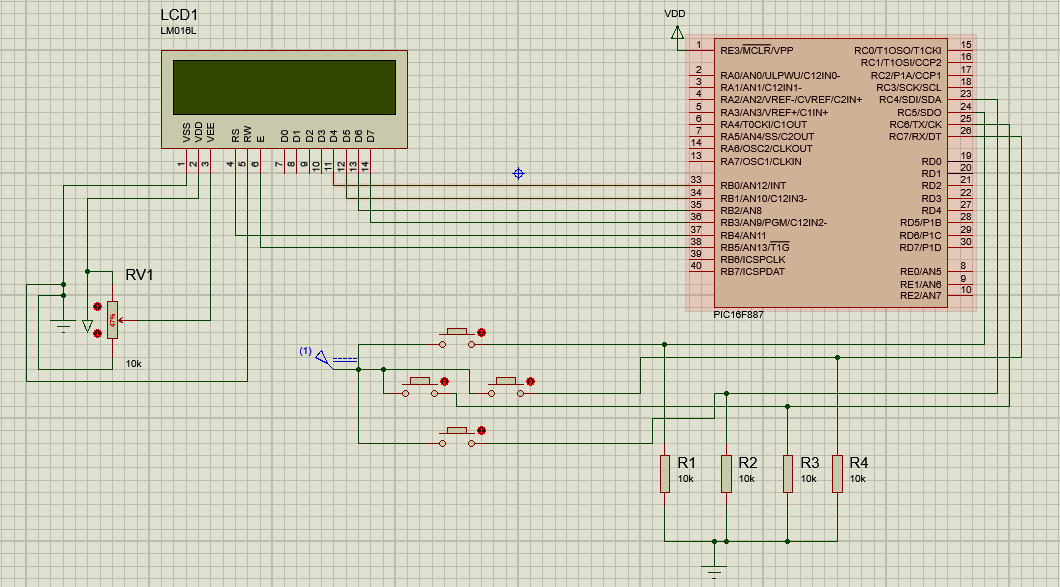 LCD1
LM016L
VSS
VDD
VEE
RS
RW
E
D0
D1
D2
D3
D4
D5
D6
D7
1
2
3
4
5
6
7
8
9
10
11
12
13
14
RV1
47%
10k
(1)
VDD
1 RE3/MCLR/VPP
2 RA0/AN0/ULPWU/C12IN0-
3 RA1/AN1/C12IN1-
4 RA2/AN2/VREF-/CVREF/C2IN+
5 RA3/AN3/VREF+/C1IN+
6 RA4/T0CKI/C1OUT
7 RA5/AN4/SS/C2OUT
14 RA6/OSC2/CLKOUT
13 RA7/OSC1/CLKIN
33 RB0/AN12/INT
34 RB1/AN10/C12IN3-
35 RB2/AN8
36 RB3/AN9/PGM/C12IN2-
37 RB4/AN11
38 RB5/AN13/T1G
39 RB6/ICSPCLK
40 RB7/ICSPDAT
RC0/T1OSO/T1CKI 15
RC1/T1OSI/CCP2 16
RC2/P1A/CCP1 17
RC3/SCK/SCL 18
RC4/SDI/SDA 23
RC5/SDO 24
RC6/TX/CK 25
RC7/RX/DT 26
RD0 19
RD1 20
RD2 21
RD3 22
RD4 27
RD5/P1B 28
RD6/P1C 29
RD7/P1D 30
RE0/AN5 8
RE1/AN6 9
RE2/AN7 10
PIC16F887
R1
10k
R2
10k
R3
10k
R4
10k